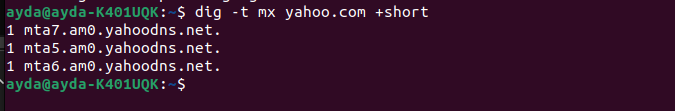 ayda@ayda-K401UQK:~$ dig -t mx yahoo.com +short
1 mta7.am0.yahoodns.net.
1 mta5.am0.yahoodns.net.
1 mta6.am0.yahoodns.net.
ayda@ayda-K401UQK:~$